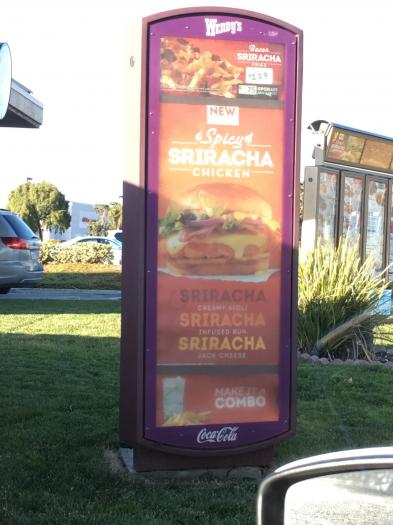 Wendy's
Bacon
SRIRACHA
FRIES
NEW
Spicy
SRIRACHA
CHICKEN
SRIRACHA
CREAMY AIOLI
SRIRACHA
INFUSED BUN
SRIRACHA
JACK CHEESE
MAKE IT A
COMBO
Coca-Cola